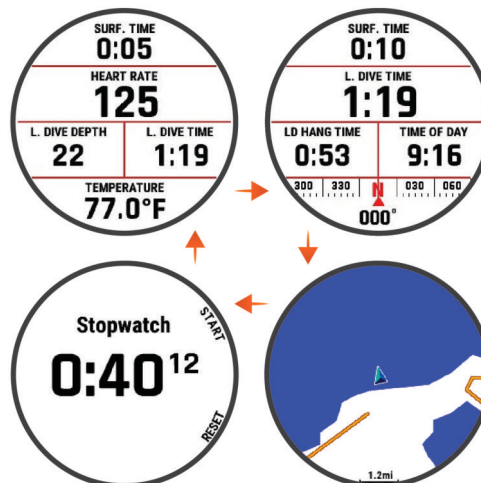 SURF. TIME
0:05
HEART RATE
125
L. DIVE DEPTH
L. DIVE TIME
22
1:19
TEMPERATURE
77.0°F
SURF. TIME
0:10
L. DIVE TIME
1:19
LD HANG TIME
TIME OF DAY
0:53
9:16
300 330 N 030 060
000°
Stopwatch
0:40 12
START
RESET
1.2mi